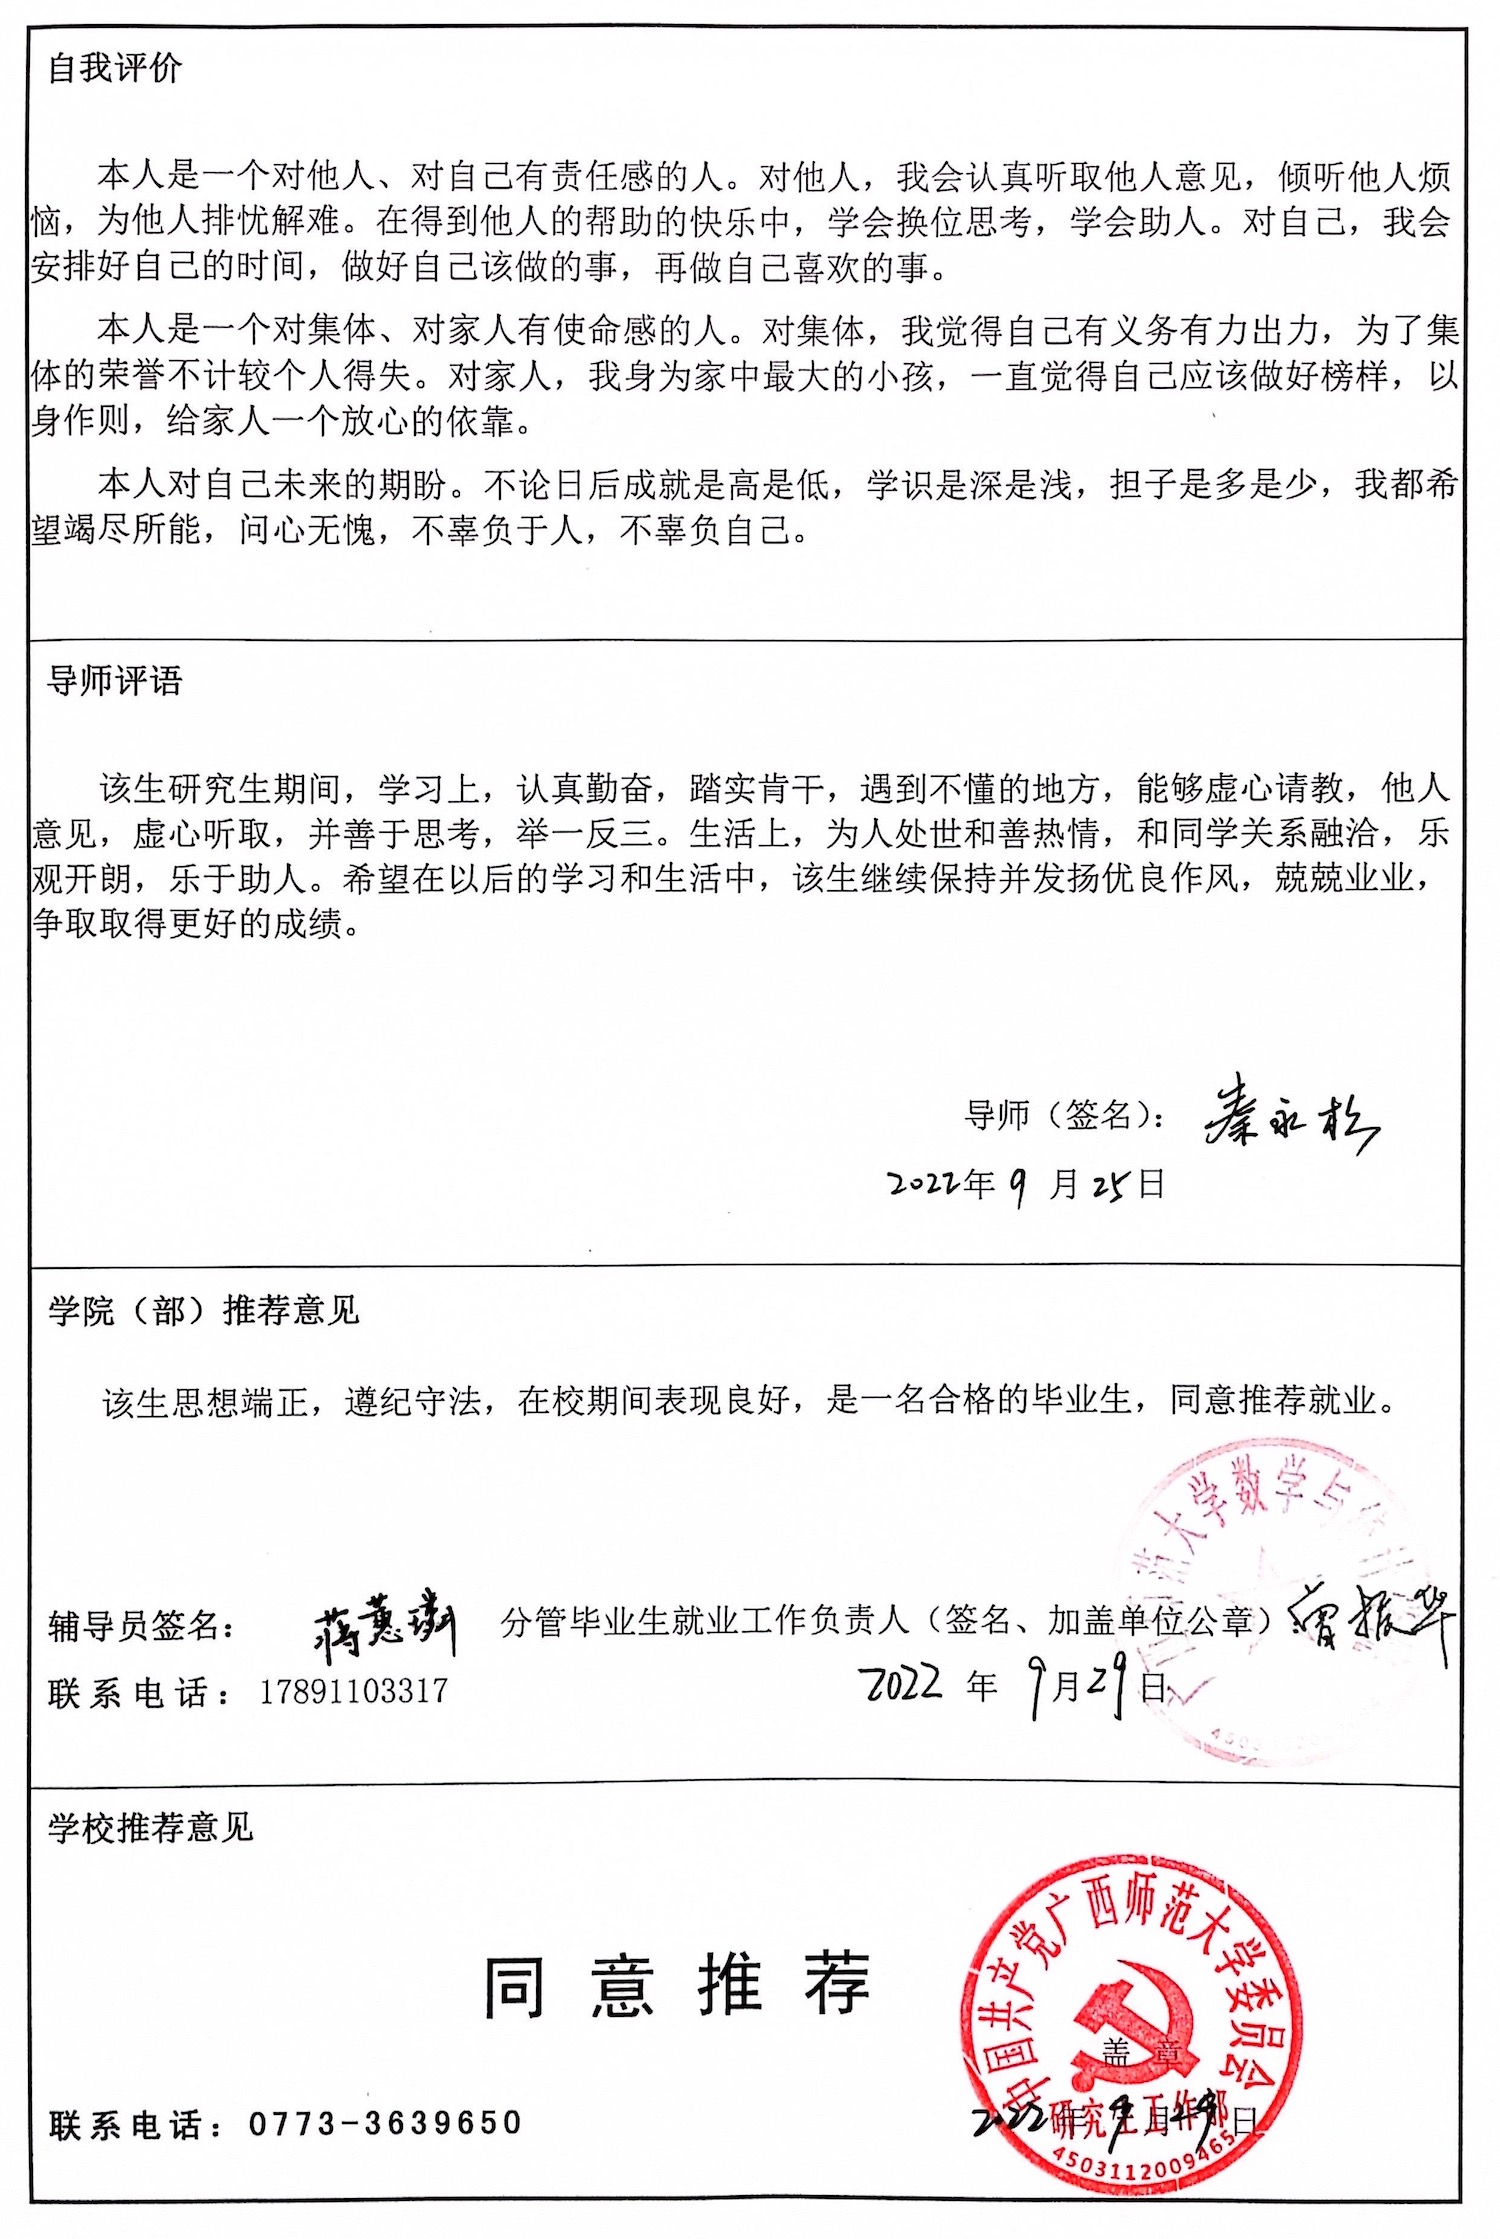 自我评价
本人是一个对他人、对自己有责任感的人。对他人，我会认真听取他人意见，倾听他人烦
恼，为他人排忧解难。在得到他人的帮助的快乐中，学会换位思考，学会助人。对自己，我会
安排好自己的时间，做好自己该做的事，再做自己喜欢的事。
本人是一个对集体、对家人有使命感的人。对集体，我觉得自己有义务有力出力，为了集
体的荣誉不计较个人得失。对家人，我身为家中最大的小孩，一直觉得自己应该做好榜样，以
身作则，给家人一个放心的依靠。
本人对自己未来的期盼。不论日后成就是高是低，学识是深是浅，担子是多是少，我都希
望竭尽所能，问心无愧，不辜负于人，不辜负自己。
导师评语
该生研究生期间，学习上，认真勤奋，踏实肯干，遇到不懂的地方，能够虚心请教，他人
意见，虚心听取，并善于思考，举一反三。生活上，为人处世和善热情，和同学关系融洽，乐
观开朗，乐于助人。希望在以后的学习和生活中，该生继续保持并发扬优良作风，兢兢业业，
争取取得更好的成绩。
导师（签名）：秦永松
2022年9月25日
学院（部）推荐意见
该生思想端正，遵纪守法，在校期间表现良好，是一名合格的毕业生，同意推荐就业。
大学数学与
辅导员签名： 蒋蕙 分管毕业生就业工作负责人（签名、加盖单位公章）曾振华
联系电话：17891103317 2022 年 9月29日
学校推荐意见
中国共产党广西师范大学委员会
同意推荐
盖 章
研究生工作部
联系电话：0773-3639650 2022年9月29日
4503112009465